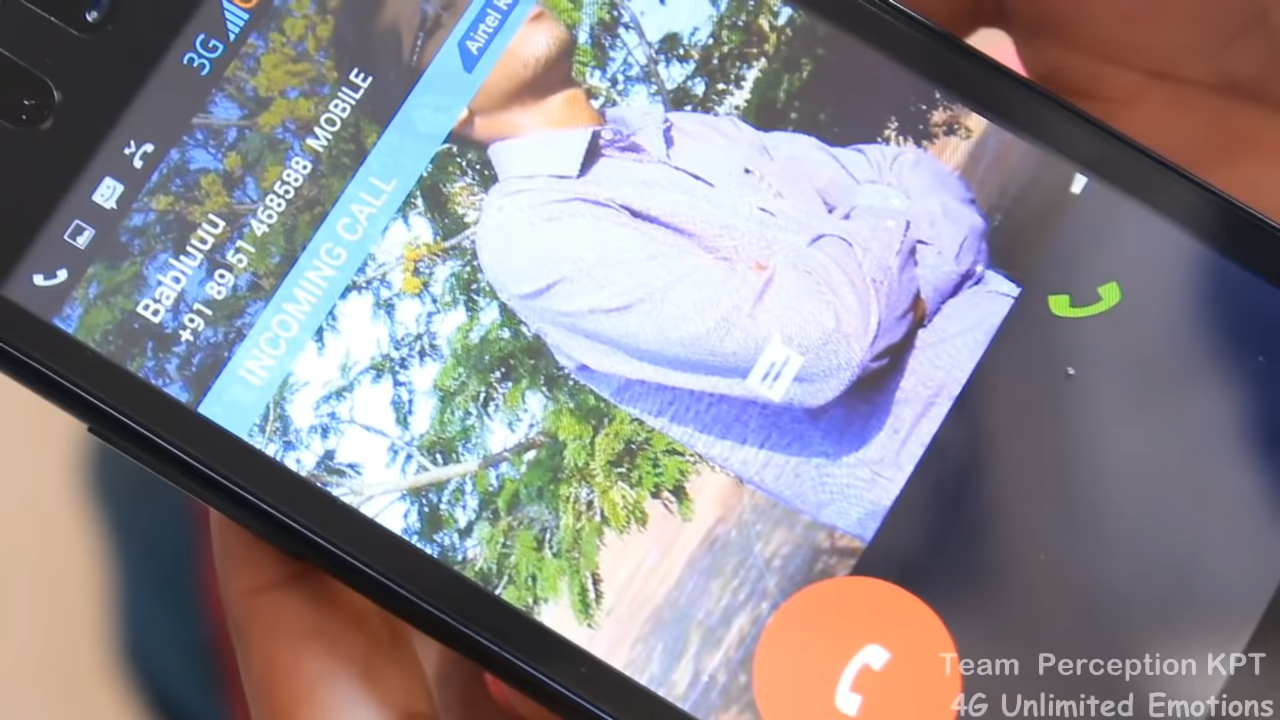 3G
Airtel
Babluuu
+91 89 51 468588 MOBILE
INCOMING CALL
Team Perception KPT
4G Unlimited Emotions